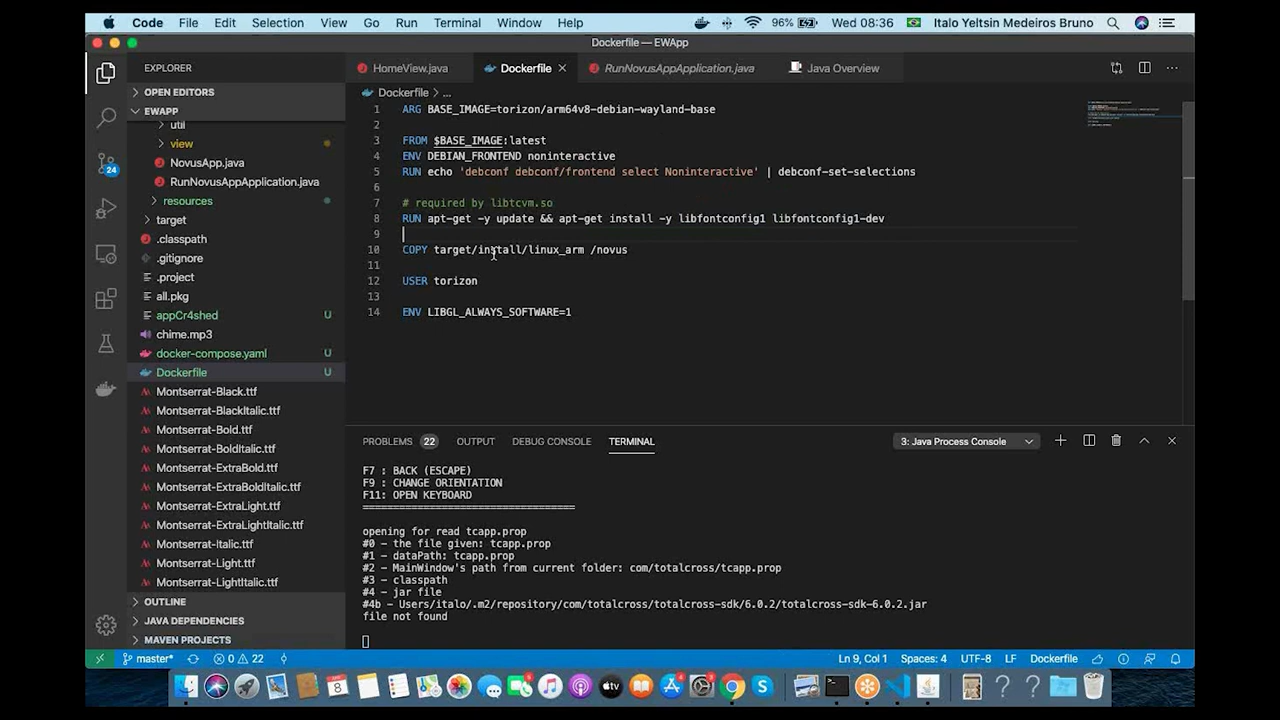 Code File Edit Selection View Go Run Terminal Window Help 96% Wed 08:36 Italo Yeltsin Medeiros Bruno
Dockerfile — EWApp
EXPLORER
HomeView.java
Dockerfile
RunNovusAppApplication.java
Java Overview
OPEN EDITORS
EWAPP
util
view
NovusApp.java
RunNovusAppApplication.java
resources
target
.classpath
.gitignore
.project
all.pkg
appCr4shed U
chime.mp3
docker-compose.yaml U
Dockerfile U
Montserrat-Black.ttf
Montserrat-BlackItalic.ttf
Montserrat-Bold.ttf
Montserrat-BoldItalic.ttf
Montserrat-ExtraBold.ttf
Montserrat-ExtraBoldItalic.ttf
Montserrat-ExtraLight.ttf
Montserrat-ExtraLightItalic.ttf
Montserrat-Italic.ttf
Montserrat-Light.ttf
Montserrat-LightItalic.ttf
OUTLINE
JAVA DEPENDENCIES
MAVEN PROJECTS
24
Dockerfile > ...
1 ARG BASE_IMAGE=torizon/arm64v8-debian-wayland-base
2
3 FROM $BASE_IMAGE:latest
4 ENV DEBIAN_FRONTEND noninteractive
5 RUN echo 'debconf debconf/frontend select Noninteractive' | debconf-set-selections
6
7 # required by libtcvm.so
8 RUN apt-get -y update && apt-get install -y libfontconfig1 libfontconfig1-dev
9
10 COPY target/install/linux_arm /novus
11
12 USER torizon
13
14 ENV LIBGL_ALWAYS_SOFTWARE=1
PROBLEMS 22 OUTPUT DEBUG CONSOLE TERMINAL 3: Java Process Console
F7 : BACK (ESCAPE)
F9 : CHANGE ORIENTATION
F11: OPEN KEYBOARD
===================================
opening for read tcapp.prop
#0 - the file given: tcapp.prop
#1 - dataPath: tcapp.prop
#2 - MainWindow's path from current folder: com/totalcross/tcapp.prop
#3 - classpath
#4 - jar file
#4b - Users/italo/.m2/repository/com/totalcross/totalcross-sdk/6.0.2/totalcross-sdk-6.0.2.jar
file not found
master* 0 22 Ln 9, Col 1 Spaces: 4 UTF-8 LF Dockerfile
8
tv